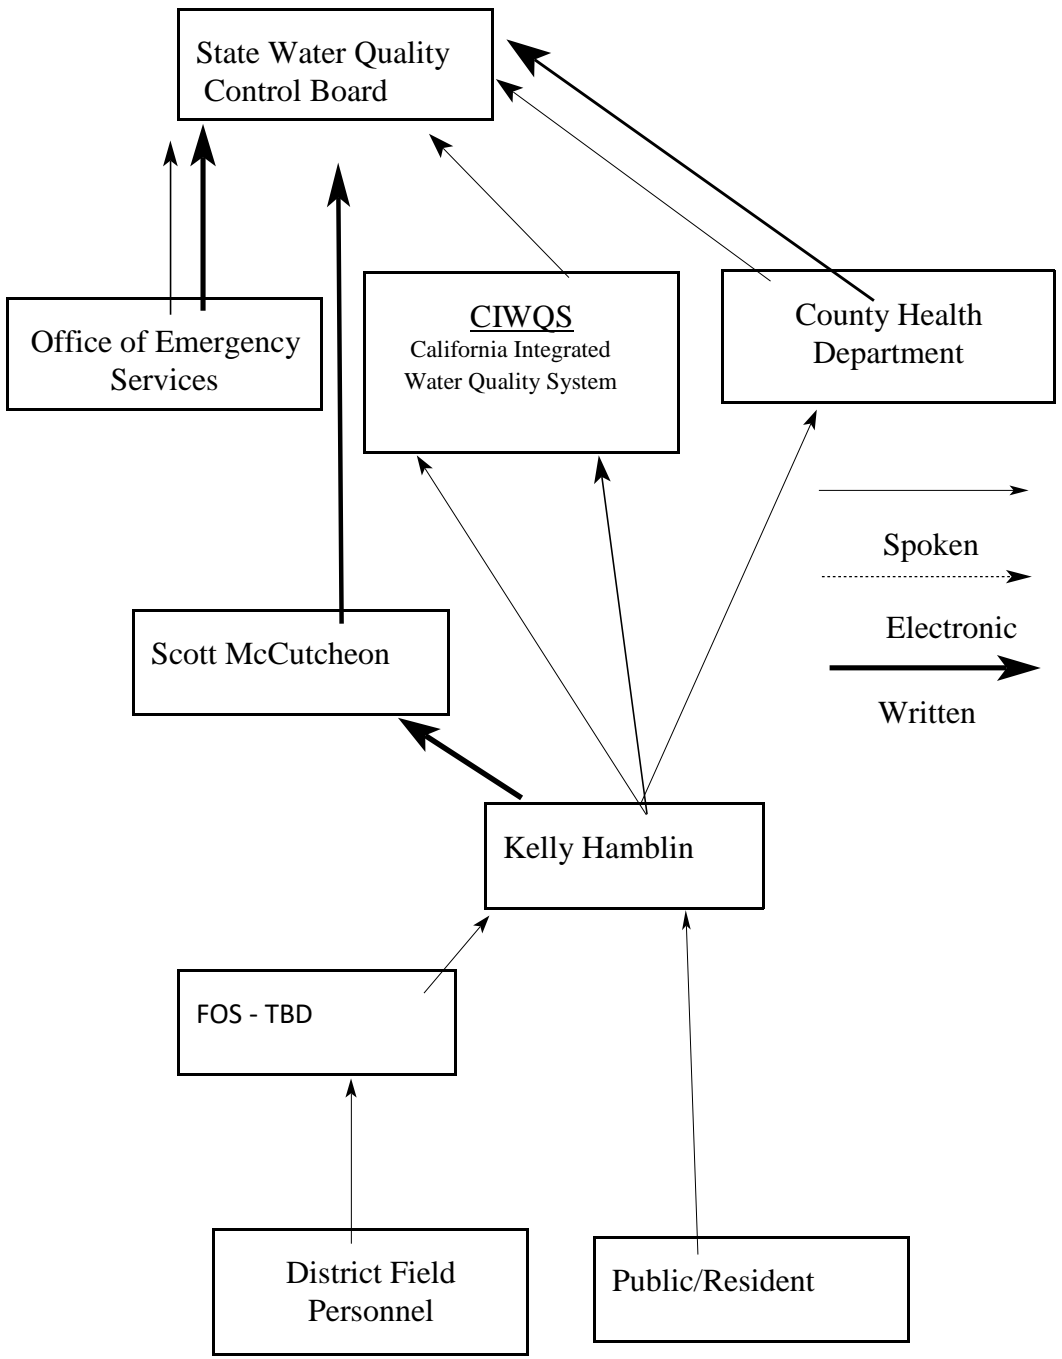 State Water Quality
Control Board
Office of Emergency
Services
CIWQS
California Integrated
Water Quality System
County Health
Department
Spoken
Electronic
Written
Scott McCutcheon
Kelly Hamblin
FOS - TBD
District Field
Personnel
Public/Resident